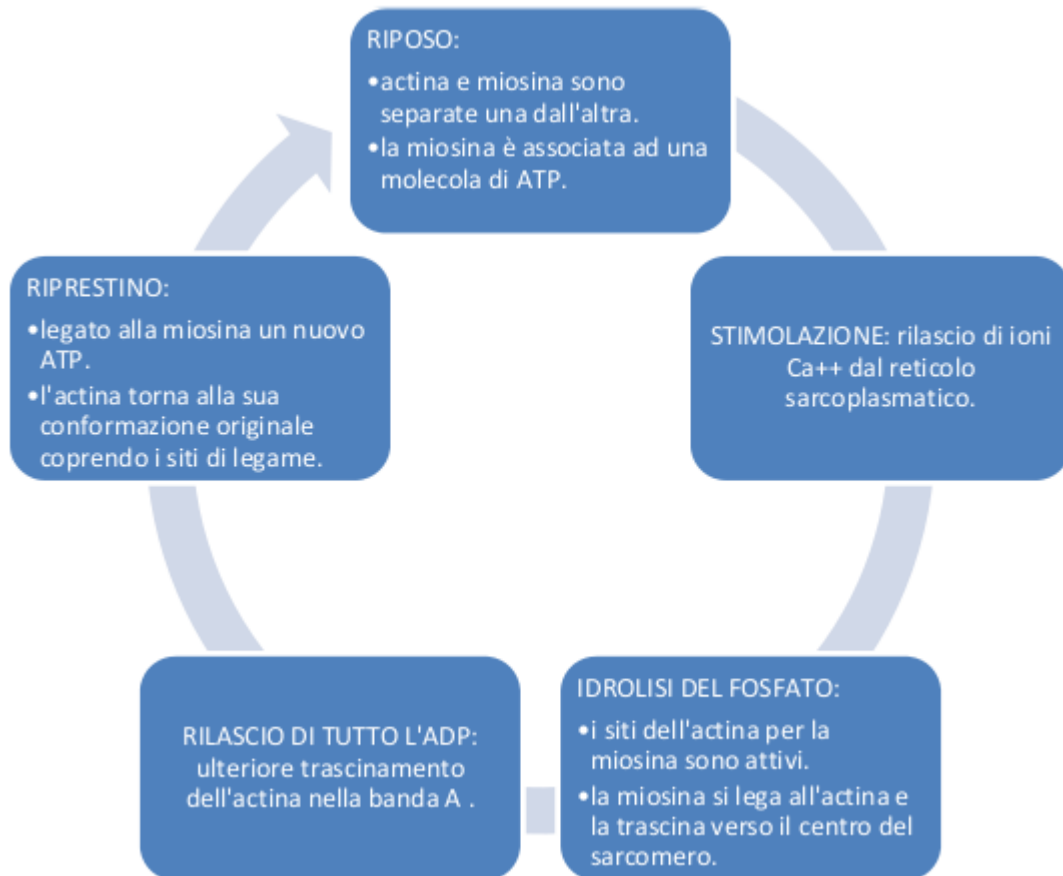 RIPOSO:
•actina e miosina sono
separate una dall'altra.
•la miosina è associata ad una
molecola di ATP.
STIMOLAZIONE: rilascio di ioni
Ca++ dal reticolo
sarcoplasmatico.
IDROLISI DEL FOSFATO:
•i siti dell'actina per la
miosina sono attivi.
•la miosina si lega all'actina e
la trascina verso il centro del
sarcomero.
RILASCIO DI TUTTO L'ADP:
ulteriore trascinamento
dell'actina nella banda A .
RIPRESTINO:
•legato alla miosina un nuovo
ATP.
•l'actina torna alla sua
conformazione originale
coprendo i siti di legame.